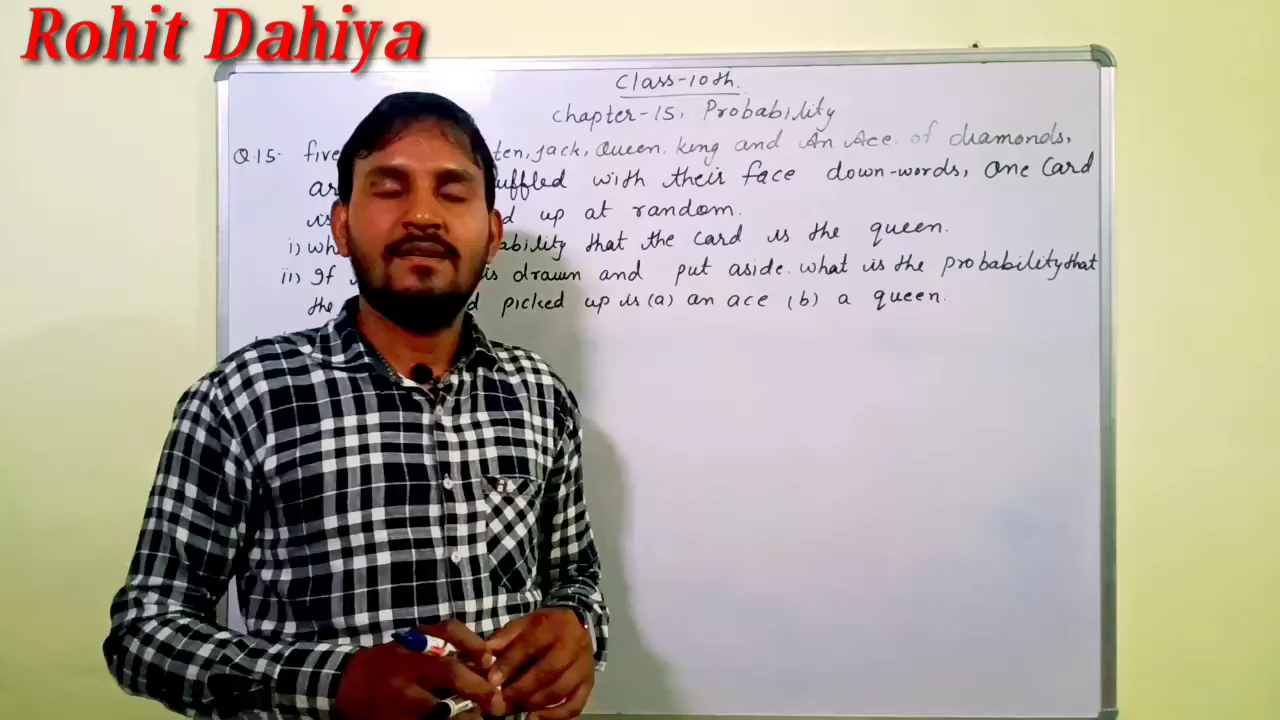 Rohit Dahiya
Class-10th.
Chapter-15, Probability
Q.15. five ten, jack, Queen, king and An Ace of diamonds,
uffled with their face down-words, One Card
is d up at random.
i) wh ability that the card is the queen.
ii) If is drawn and put aside. what is the probability that
the d picked up is (a) an ace (b) a queen.